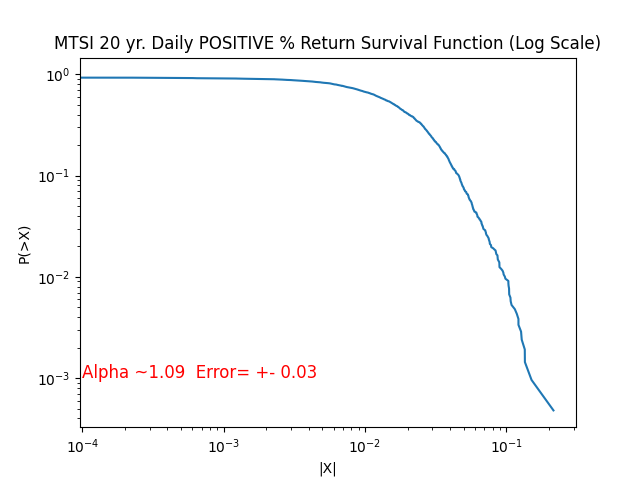 MTSI 20 yr. Daily POSITIVE % Return Survival Function (Log Scale)
10⁰
10⁻¹
10⁻²
10⁻³
P(>X)
Alpha ~1.09  Error= +- 0.03
10⁻⁴ 10⁻³ 10⁻² 10⁻¹
|X|